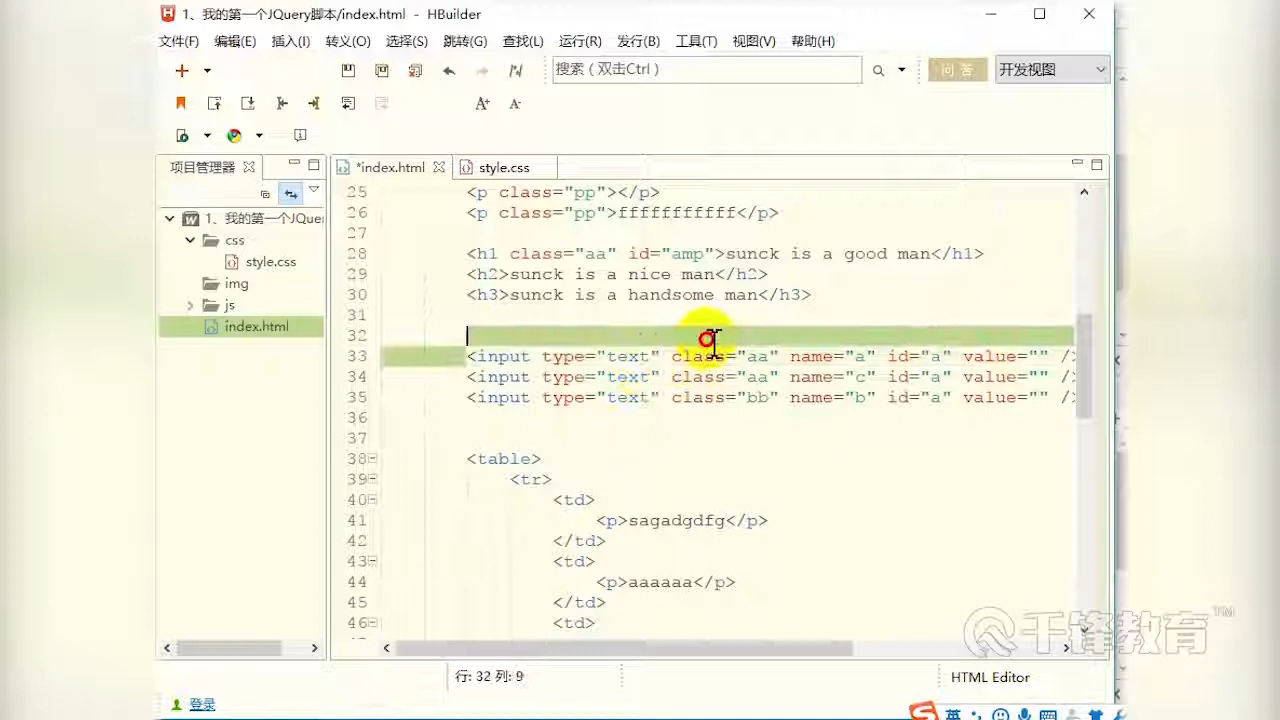 1、我的第一个JQuery脚本/index.html - HBuilder
文件(F) 编辑(E) 插入(I) 转义(O) 选择(S) 跳转(G) 查找(L) 运行(R) 发行(B) 工具(T) 视图(V) 帮助(H)
搜索（双击Ctrl）
问 答
开发视图
项目管理器
*index.html
style.css
1、我的第一个JQue
css
style.css
img
js
index.html
25 <p class="pp"></p>
26 <p class="pp">fffffffffff</p>
27
28 <h1 class="aa" id="amp">sunck is a good man</h1>
29 <h2>sunck is a nice man</h2>
30 <h3>sunck is a handsome man</h3>
31
32
33 <input type="text" class="aa" name="a" id="a" value="" />
34 <input type="text" class="aa" name="c" id="a" value="" />
35 <input type="text" class="bb" name="b" id="a" value="" />
36
37
38 <table>
39 <tr>
40 <td>
41 <p>sagadgdfg</p>
42 </td>
43 <td>
44 <p>aaaaaa</p>
45 </td>
46 <td>
千锋教育™
行: 32 列: 9
HTML Editor
登录
英